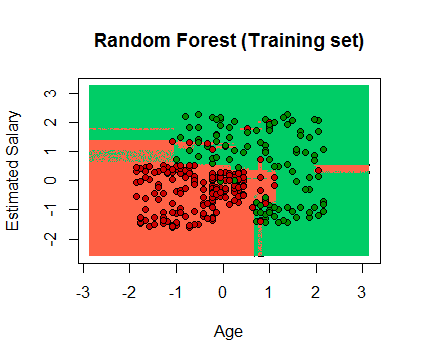 Random Forest (Training set)
Estimated Salary
3
2
1
0
-1
-2
-3 -2 -1 0 1 2 3
Age